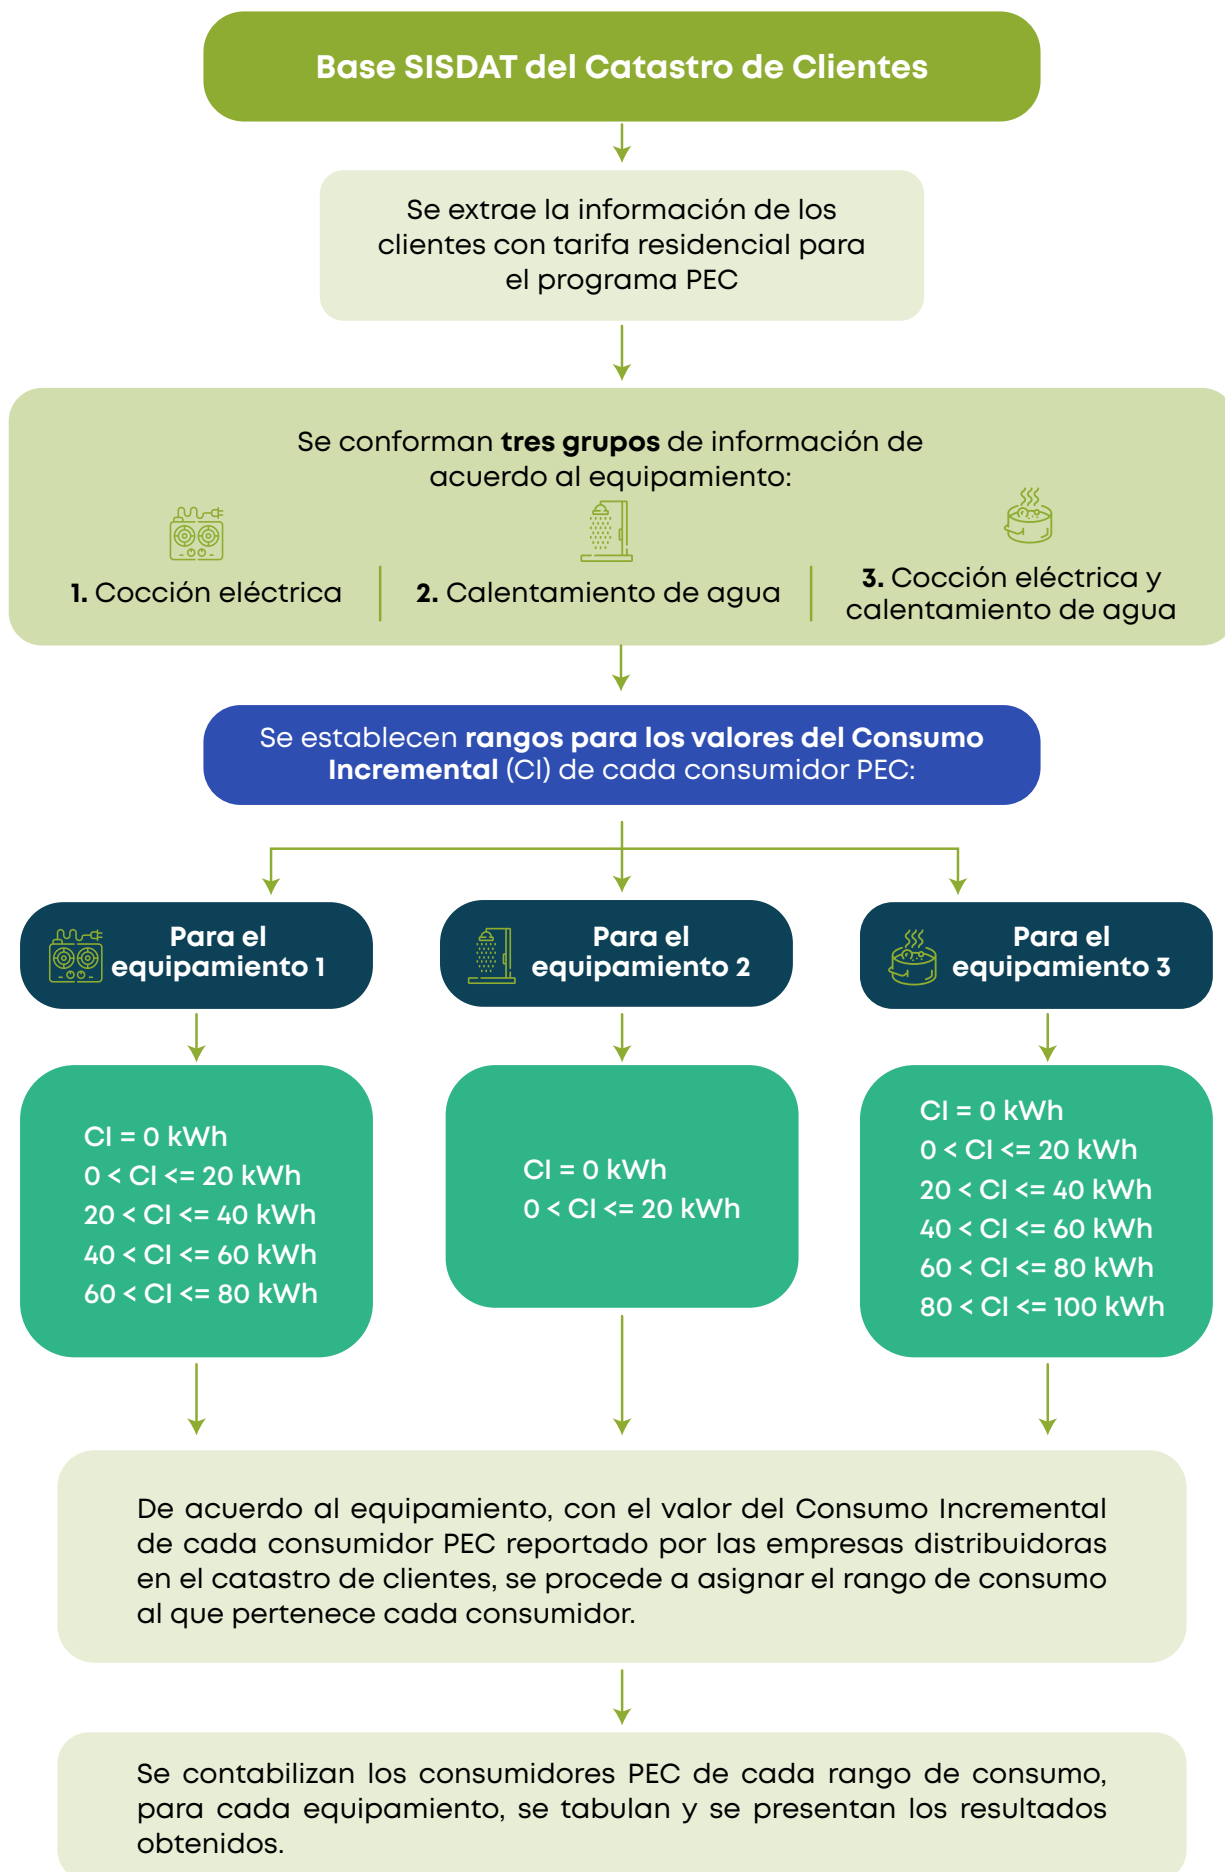 Base SISDAT del Catastro de Clientes
Se extrae la información de los
clientes con tarifa residencial para
el programa PEC
Se conforman tres grupos de información de
acuerdo al equipamiento:
1. Cocción eléctrica
2. Calentamiento de agua
3. Cocción eléctrica y
calentamiento de agua
Se establecen rangos para los valores del Consumo
Incremental (CI) de cada consumidor PEC:
Para el
equipamiento 1
Para el
equipamiento 2
Para el
equipamiento 3
CI = 0 kWh
0 < CI <= 20 kWh
20 < CI <= 40 kWh
40 < CI <= 60 kWh
60 < CI <= 80 kWh
CI = 0 kWh
0 < CI <= 20 kWh
CI = 0 kWh
0 < CI <= 20 kWh
20 < CI <= 40 kWh
40 < CI <= 60 kWh
60 < CI <= 80 kWh
80 < CI <= 100 kWh
De acuerdo al equipamiento, con el valor del Consumo Incremental
de cada consumidor PEC reportado por las empresas distribuidoras
en el catastro de clientes, se procede a asignar el rango de consumo
al que pertenece cada consumidor.
Se contabilizan los consumidores PEC de cada rango de consumo,
para cada equipamiento, se tabulan y se presentan los resultados
obtenidos.